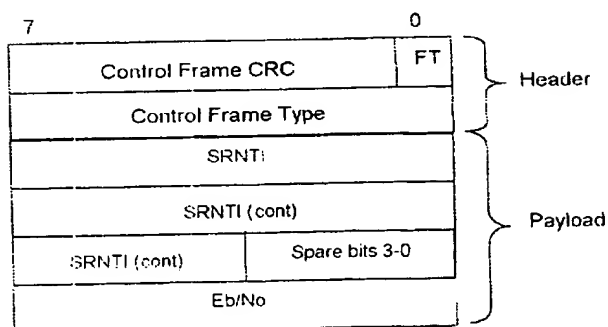 7 0
Control Frame CRC FT
Header
Control Frame Type
SRNTI
SRNTI (cont)
Payload
SRNTI (cont) Spare bits 3-0
Eb/No